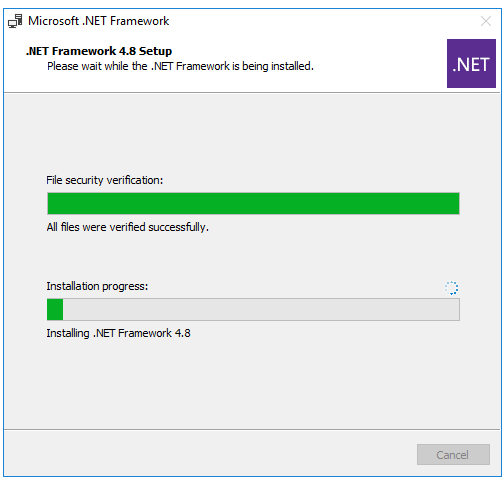 Microsoft .NET Framework
.NET Framework 4.8 Setup
Please wait while the .NET Framework is being installed.
.NET
File security verification:
All files were verified successfully.
Installation progress:
Installing .NET Framework 4.8
Cancel